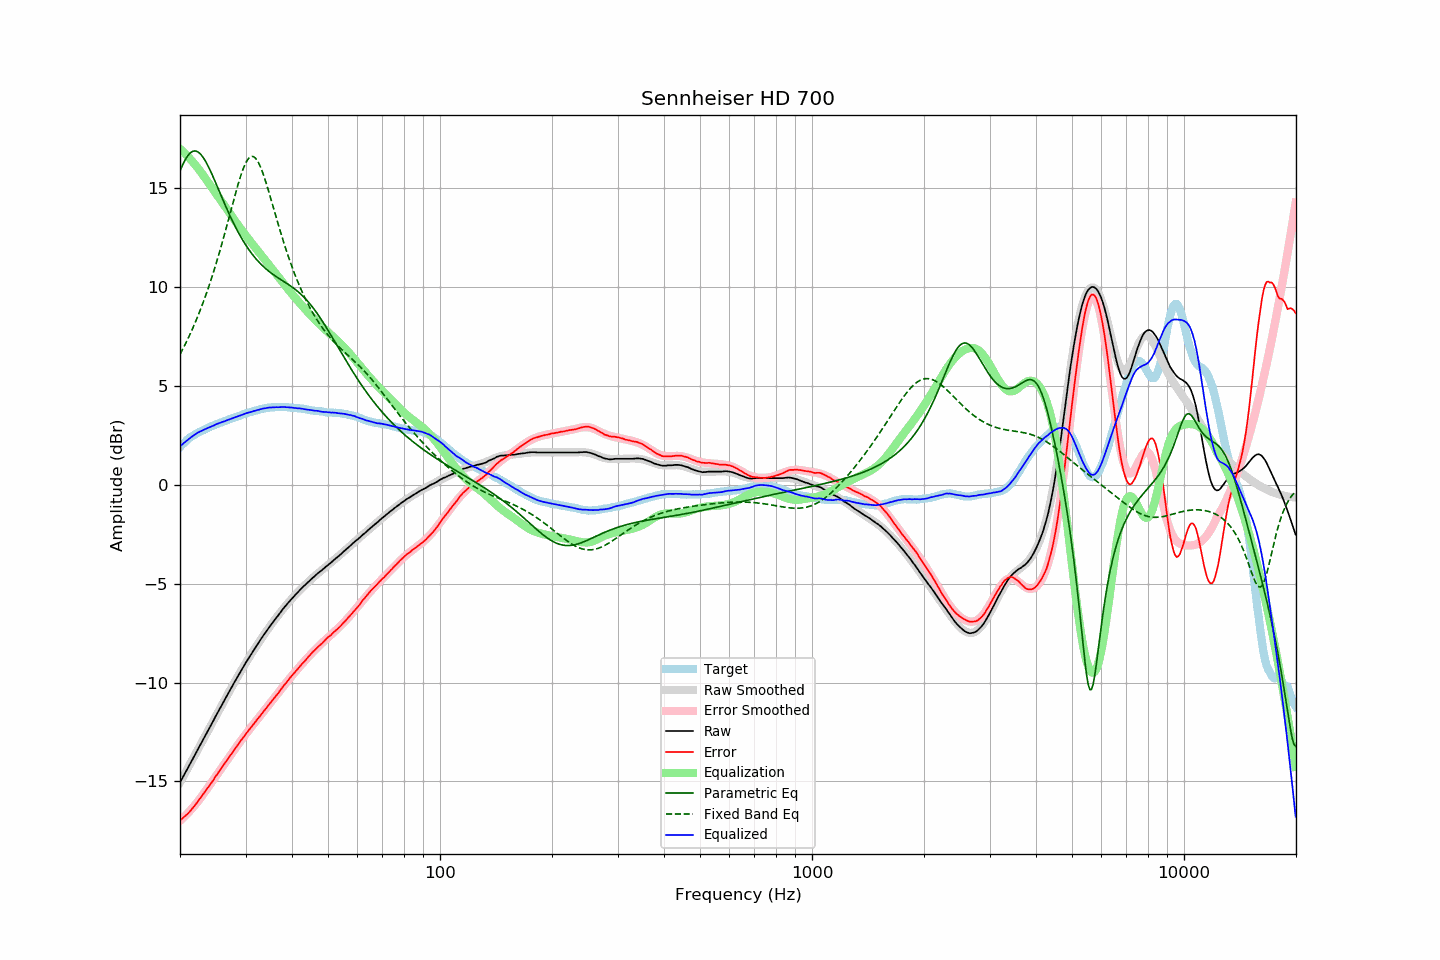 Sennheiser HD 700
Amplitude (dBr)
15
10
5
0
−5
−10
−15
100
1000
10000
Frequency (Hz)
Target
Raw Smoothed
Error Smoothed
Raw
Error
Equalization
Parametric Eq
Fixed Band Eq
Equalized